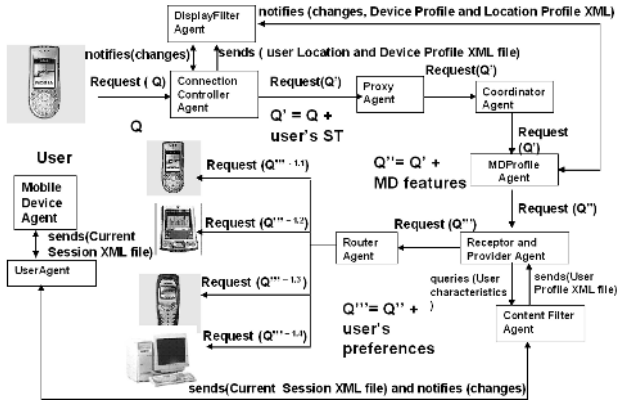 DisplayFilter
Agent
notifies (changes, Device Profile and Location Profile XML)
notifies(changes)
sends ( user Location and Device Profile XML file)
Request ( Q)
Connection
Controller
Agent
Request(Q')
Proxy
Agent
Request(Q')
Coordinator
Agent
Q
Q' = Q +
user's ST
Request
(Q')
User
Request (Q''' - 1.1)
Q''= Q' +
MD features
MDProfile
Agent
Mobile
Device
Agent
Request (Q'')
sends(Current
Session XML file)
Request (Q''' - 1.2)
Router
Agent
Request (Q''')
Receptor and
Provider Agent
UserAgent
Request (Q''' - 1.3)
queries (User
characteristics
)
sends(User
Profile XML file)
Q'''= Q'' +
user's
preferences
Content Filter
Agent
Request (Q''' - 1.4)
sends(Current Session XML file) and notifies (changes)